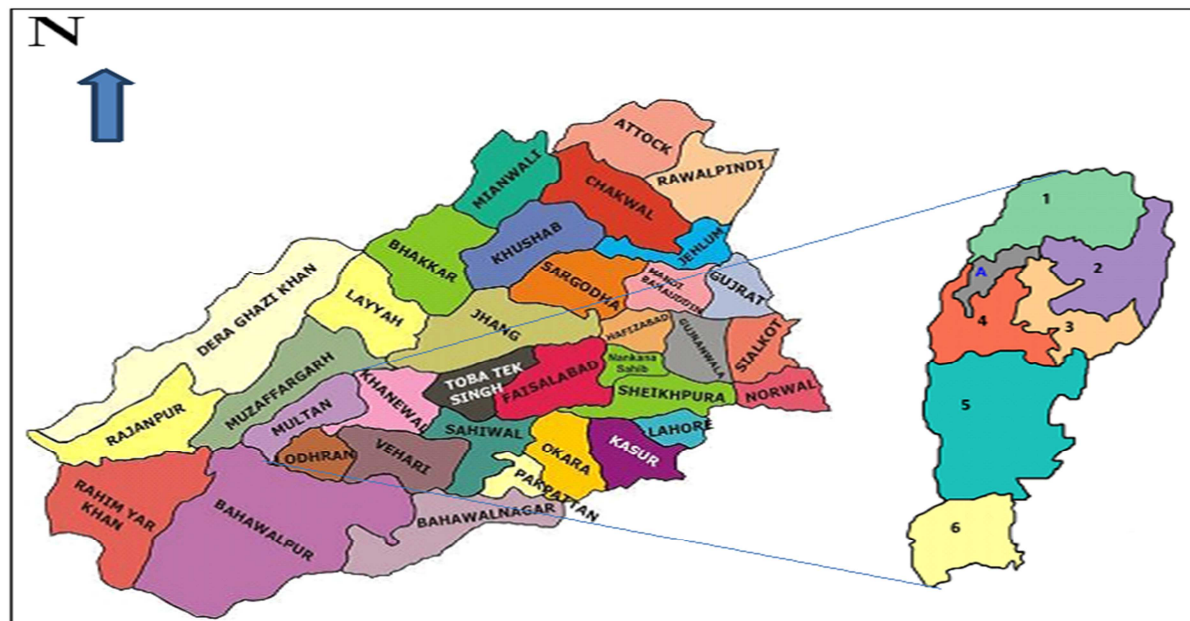 N
ATTOCK
RAWALPINDI
MIANWALI
CHAKWAL
JEHLUM
KHUSHAB
BHAKKAR
SARGODHA
MANDI
BAHAUDDIN
GUJRAT
DERA GHAZI KHAN
LAYYAH
JHANG
HAFIZABAD
GUJRANWALA
SIALKOT
Nankana
Sahib
MUZAFFARGARH
TOBA TEK
SINGH
FAISALABAD
KHANEWAL
SHEIKHPURA
NORWAL
RAJANPUR
MULTAN
SAHIWAL
LAHORE
LODHRAN
VEHARI
OKARA
KASUR
PAKPATTAN
RAHIM YAR
KHAN
BAHAWALPUR
BAHAWALNAGAR
1
2
A
3
4
5
6